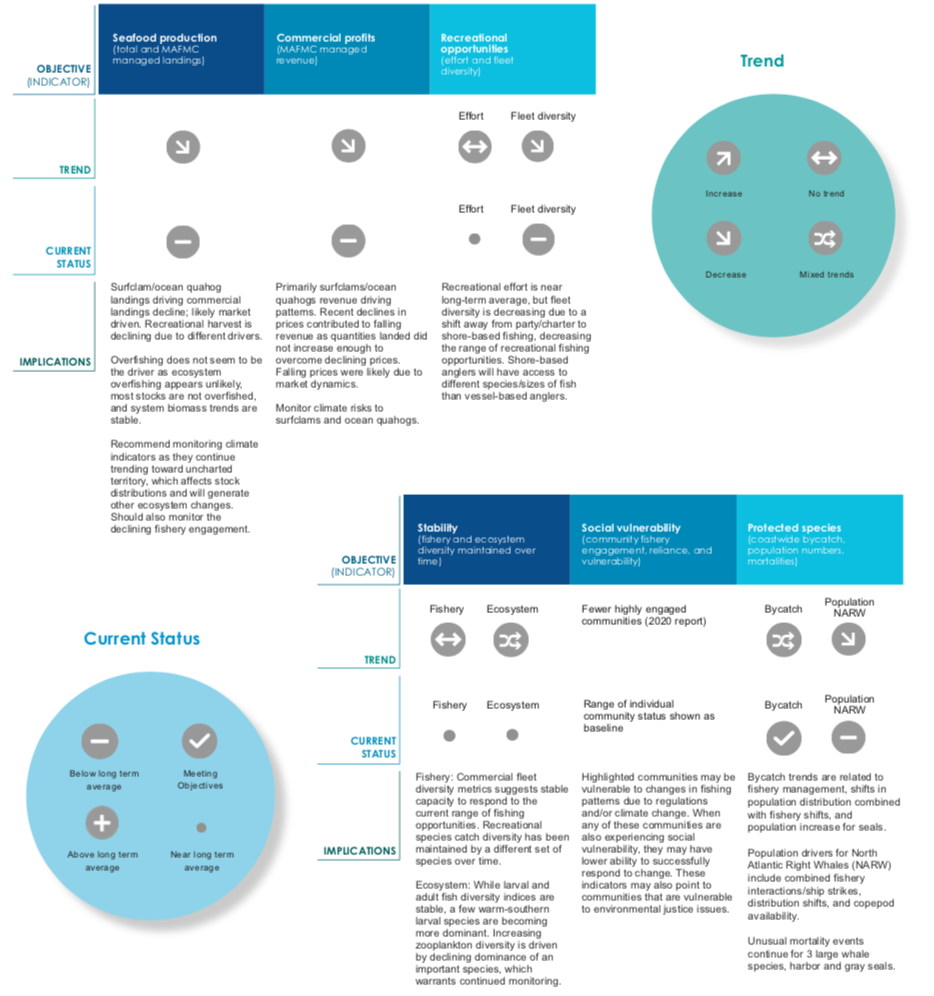 Seafood production
(total and MAFMC
managed landings)
Commercial profits
(MAFMC managed
revenue)
Recreational
opportunities
(effort and fleet
diversity)
OBJECTIVE
(INDICATOR)
TREND
Effort
Fleet diversity
CURRENT
STATUS
Effort
Fleet diversity
IMPLICATIONS
Surfclam/ocean quahog
landings driving commercial
landings decline; likely market
driven. Recreational harvest is
declining due to different drivers.
Overfishing does not seem to be
the driver as ecosystem
overfishing appears unlikely,
most stocks are not overfished,
and system biomass trends are
stable.
Recommend monitoring climate
indicators as they continue
trending toward uncharted
territory, which affects stock
distributions and will generate
other ecosystem changes.
Should also monitor the
declining fishery engagement.
Primarily surfclams/ocean
quahogs revenue driving
patterns. Recent declines in
prices contributed to falling
revenue as quantities landed did
not increase enough to
overcome declining prices.
Falling prices were likely due to
market dynamics.
Monitor climate risks to
surfclams and ocean quahogs.
Recreational effort is near
long-term average, but fleet
diversity is decreasing due to a
shift away from party/charter to
shore-based fishing, decreasing
the range of recreational fishing
opportunities. Shore-based
anglers will have access to
different species/sizes of fish
than vessel-based anglers.
Trend
Increase
No trend
Decrease
Mixed trends
Current Status
Below long term
average
Meeting
Objectives
Above long term
average
Near long term
average
Stability
(fishery and ecosystem
diversity maintained over
time)
Social vulnerability
(community fishery
engagement, reliance, and
vulnerability)
Protected species
(coastwide bycatch,
population numbers,
mortalities)
OBJECTIVE
(INDICATOR)
TREND
Fishery
Ecosystem
Fewer highly engaged
communities (2020 report)
Bycatch
Population
NARW
CURRENT
STATUS
Fishery
Ecosystem
Range of individual
community status shown as
baseline
Bycatch
Population
NARW
IMPLICATIONS
Fishery: Commercial fleet
diversity metrics suggests stable
capacity to respond to the
current range of fishing
opportunities. Recreational
species catch diversity has been
maintained by a different set of
species over time.
Ecosystem: While larval and
adult fish diversity indices are
stable, a few warm-southern
larval species are becoming
more dominant. Increasing
zooplankton diversity is driven
by declining dominance of an
important species, which
warrants continued monitoring.
Highlighted communities may be
vulnerable to changes in fishing
patterns due to regulations
and/or climate change. When
any of these communities are
also experiencing social
vulnerability, they may have
lower ability to successfully
respond to change. These
indicators may also point to
communities that are vulnerable
to environmental justice issues.
Bycatch trends are related to
fishery management, shifts in
population distribution combined
with fishery shifts, and
population increase for seals.
Population drivers for North
Atlantic Right Whales (NARW)
include combined fishery
interactions/ship strikes,
distribution shifts, and copepod
availability.
Unusual mortality events
continue for 3 large whale
species, harbor and gray seals.